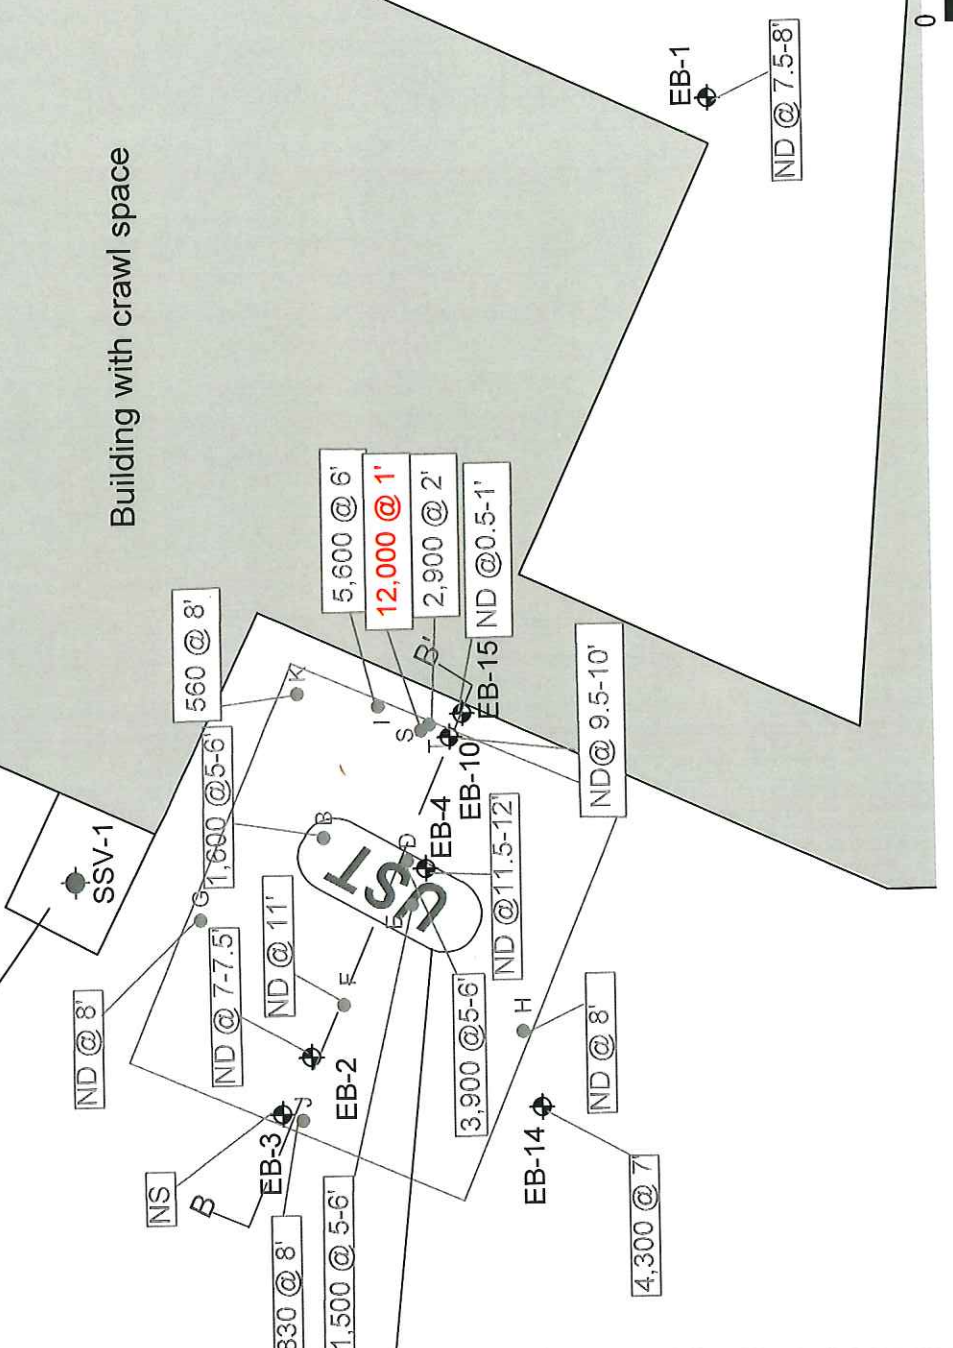 0
EB-1
ND @ 7.5-8'
Building with crawl space
5,600 @ 6'
12,000 @ 1'
2,900 @ 2'
ND @0.5-1'
560 @ 8'
K
I
S
T
B'
EB-15
EB-10
ND@ 9.5-10'
1,600 @5-6'
B
D
EB-4
UST
E
ND @11.5-12'
SSV-1
G
ND @ 8'
ND @ 11'
F
ND @ 7-7.5'
EB-2
3,900 @5-6'
H
ND @ 8'
J
EB-3
NS
B
EB-14
4,300 @ 7'
830 @ 8'
1,500 @ 5-6'